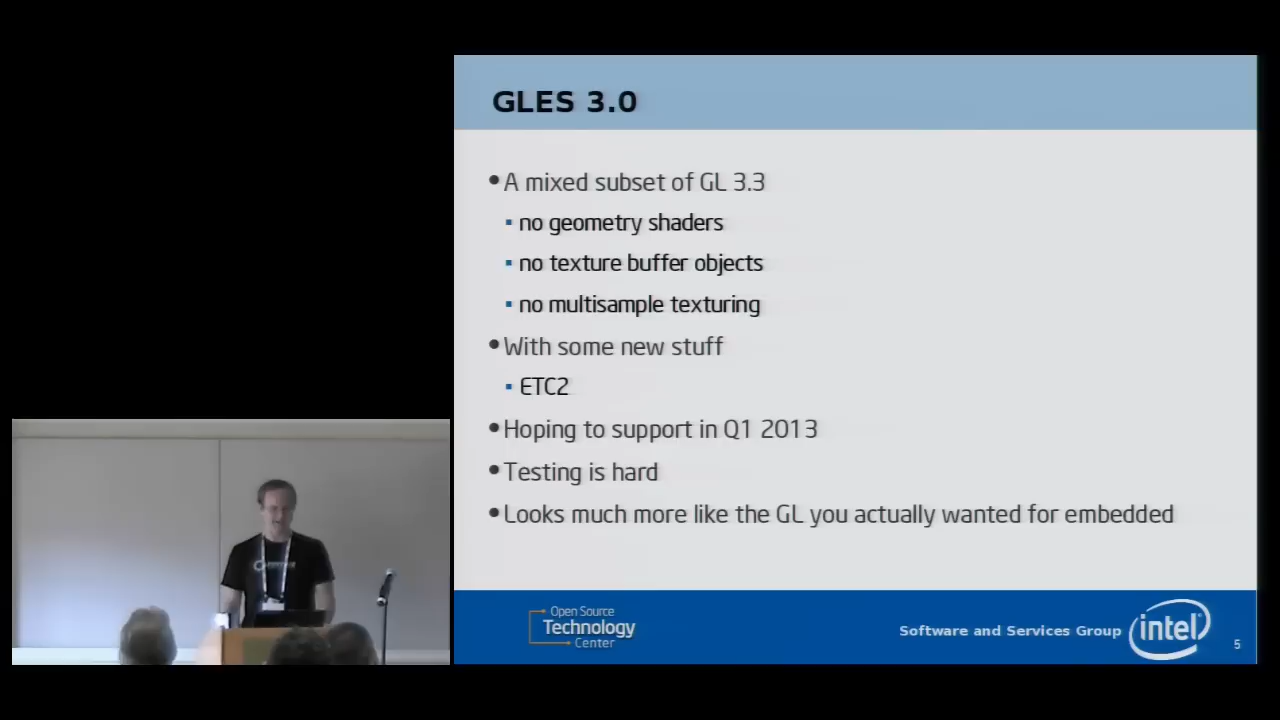 GLES 3.0
• A mixed subset of GL 3.3
▪ no geometry shaders
▪ no texture buffer objects
▪ no multisample texturing
• With some new stuff
▪ ETC2
• Hoping to support in Q1 2013
• Testing is hard
• Looks much more like the GL you actually wanted for embedded
Open Source
Technology
Center
Software and Services Group
intel
5